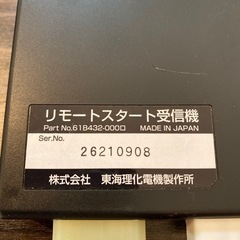 リモートスタート受信機
Part No.61B432-000□ MADE IN JAPAN
Ser.No.
26210908
株式会社 東海理化電機製作所